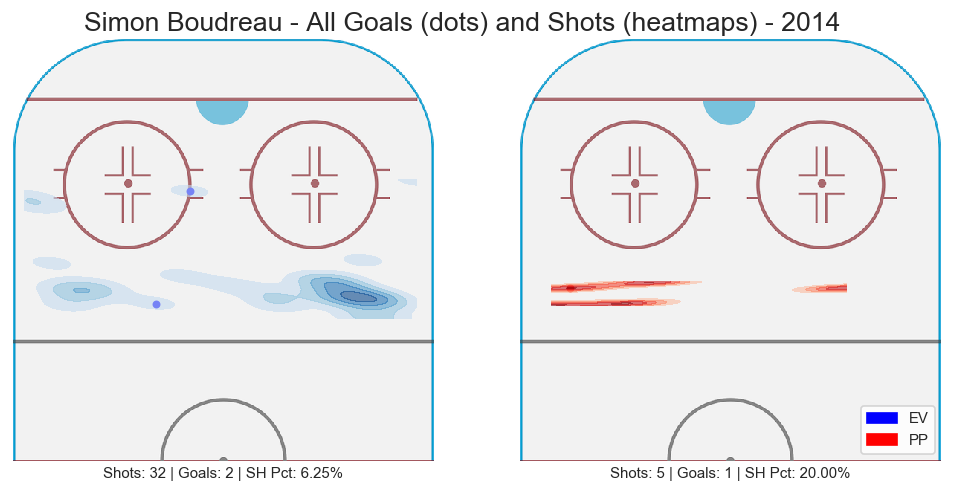 Simon Boudreau - All Goals (dots) and Shots (heatmaps) - 2014
EV
PP
Shots: 32 | Goals: 2 | SH Pct: 6.25%
Shots: 5 | Goals: 1 | SH Pct: 20.00%